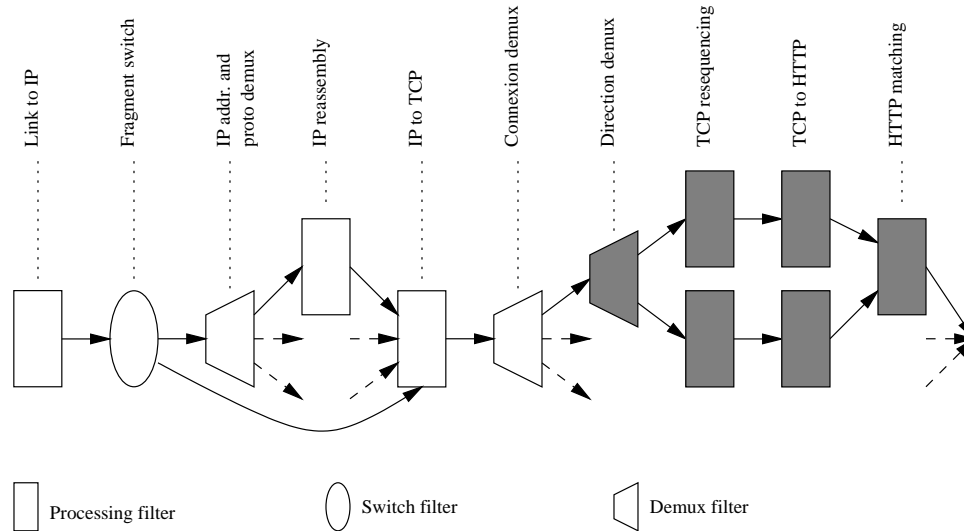 Link to IP
Fragment switch
IP addr. and
proto demux
IP reassembly
IP to TCP
Connexion demux
Direction demux
TCP resequencing
TCP to HTTP
HTTP matching
Processing filter
Switch filter
Demux filter